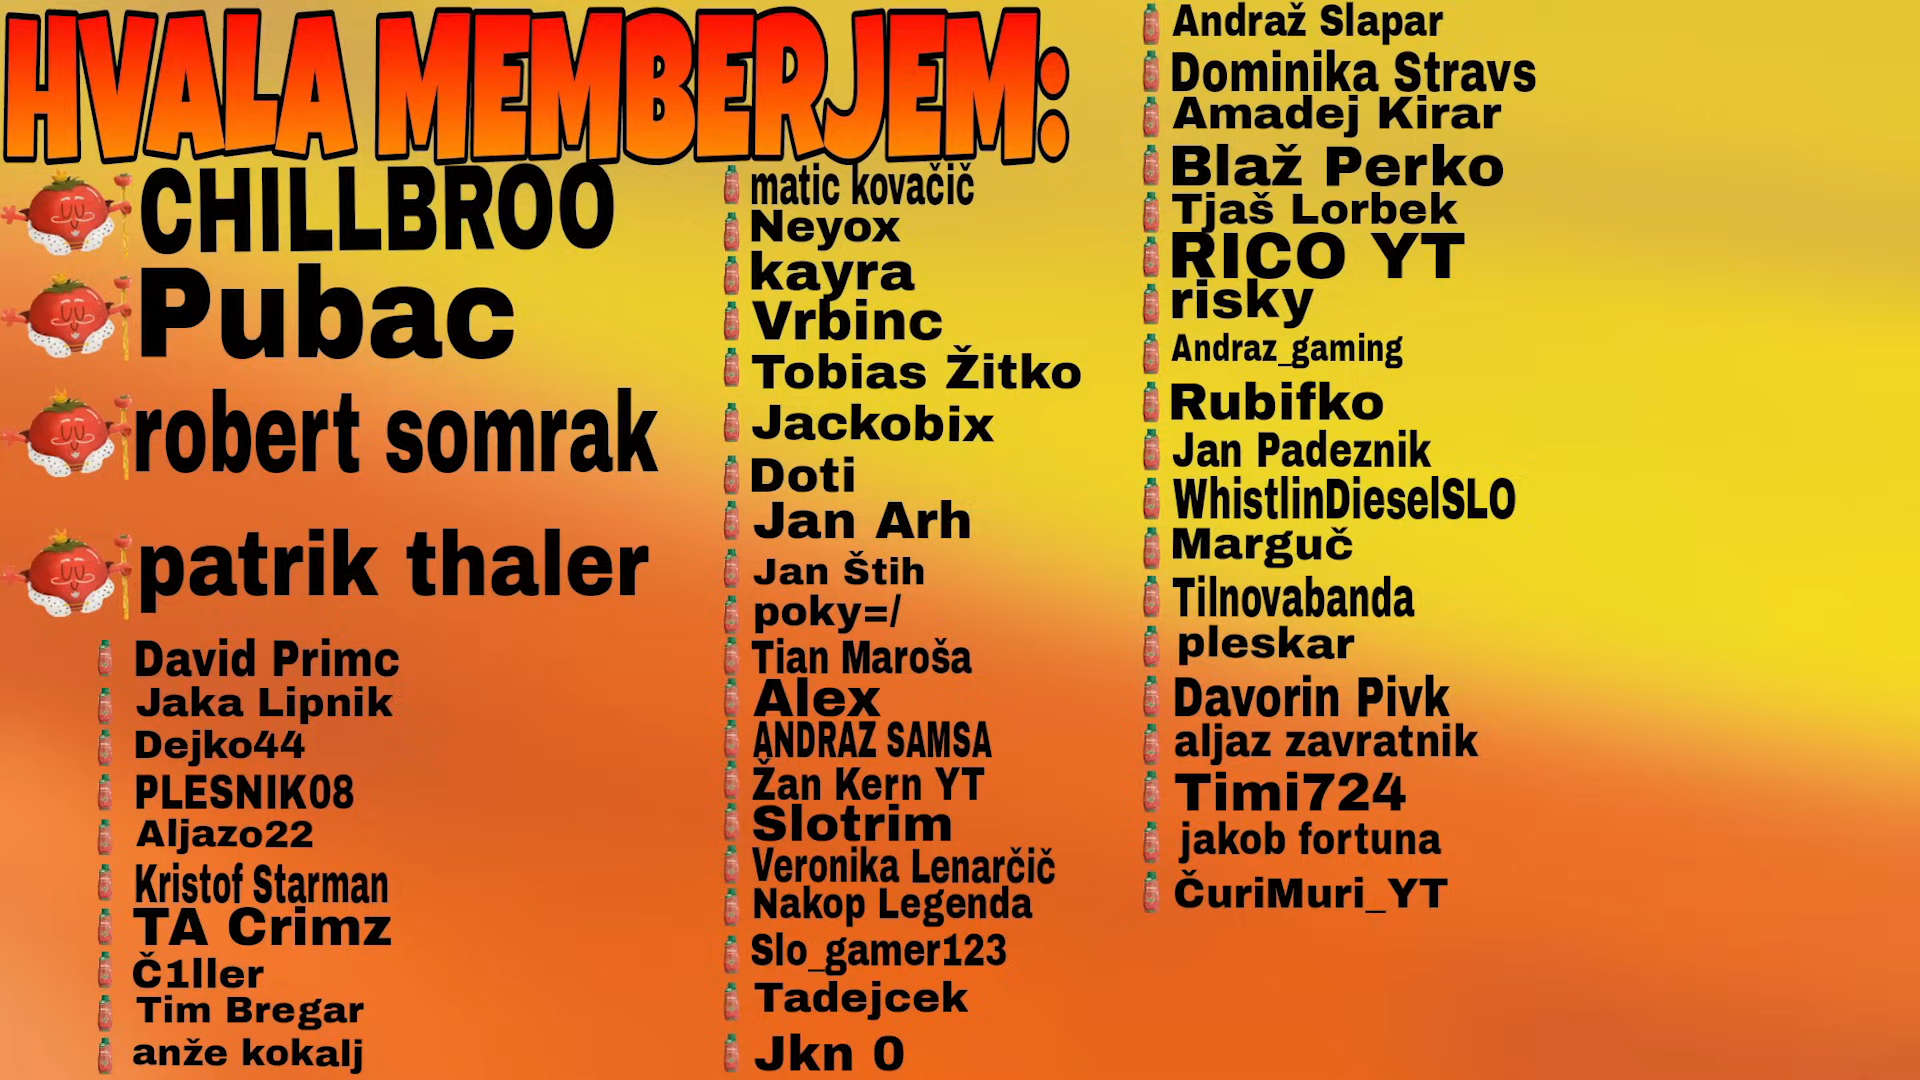 HVALA MEMBERJEM:
CHILLBROO
Pubac
robert somrak
patrik thaler
David Primc
Jaka Lipnik
Dejko44
PLESNIK08
Aljazo22
Kristof Starman
TA Crimz
Č1ller
Tim Bregar
anže kokalj
matic kovačič
Neyox
kayra
Vrbinc
Tobias Žitko
Jackobix
Doti
Jan Arh
Jan Štih
poky=/
Tian Maroša
Alex
ANDRAZ SAMSA
Žan Kern YT
Slotrim
Veronika Lenarčič
Nakop Legenda
Slo_gamer123
Tadejcek
Jkn 0
Andraž Slapar
Dominika Stravs
Amadej Kirar
Blaž Perko
Tjaš Lorbek
RICO YT
risky
Andraz_gaming
Rubifko
Jan Padeznik
WhistlinDieselSLO
Marguč
Tilnovabanda
pleskar
Davorin Pivk
aljaz zavratnik
Timi724
jakob fortuna
ČuriMuri_YT